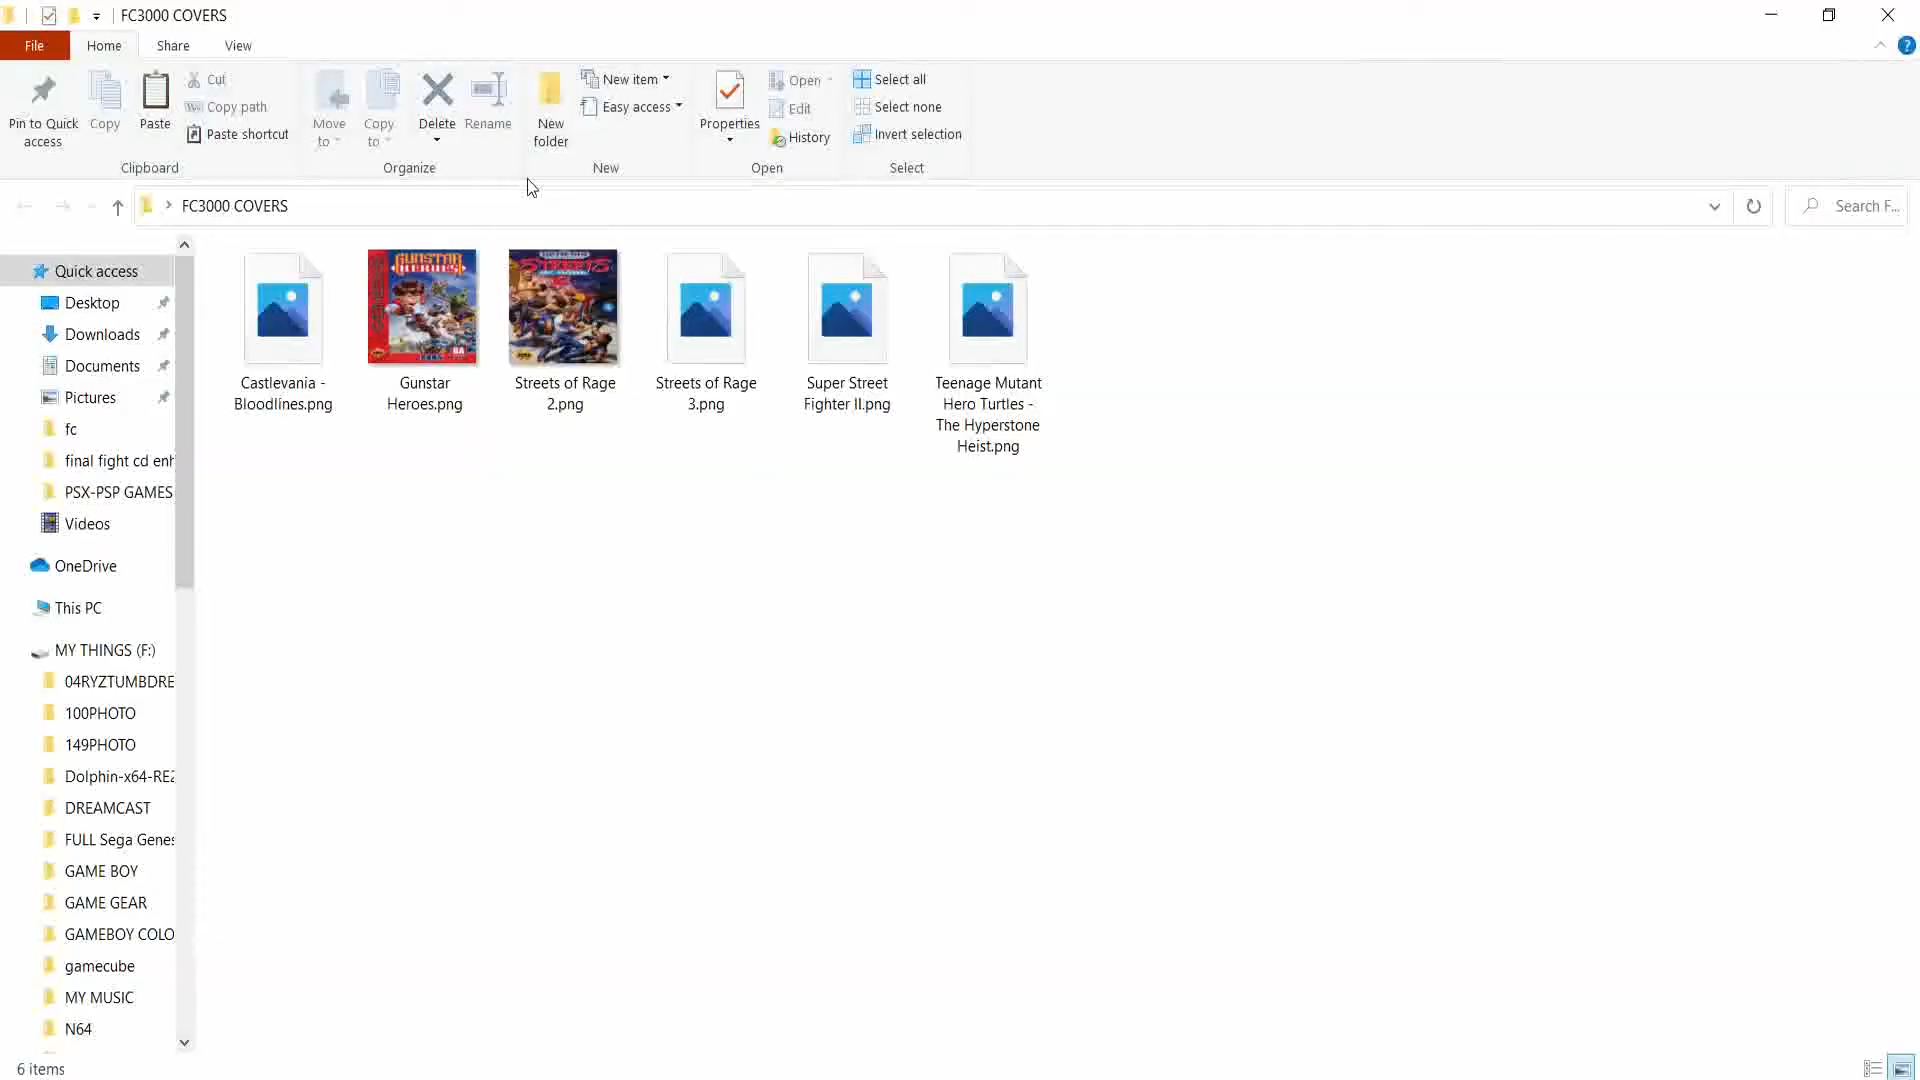 FC3000 COVERS
File
Home
Share
View
Pin to Quick
access
Copy
Paste
Cut
Copy path
Paste shortcut
Clipboard
Move
to
Copy
to
Delete
Rename
Organize
New
folder
New item
Easy access
New
Properties
Open
Edit
History
Open
Select all
Select none
Invert selection
Select
FC3000 COVERS
Search F...
Quick access
Desktop
Downloads
Documents
Pictures
fc
final fight cd enh
PSX-PSP GAMES
Videos
OneDrive
This PC
MY THINGS (F:)
04RYZTUMBDRE
100PHOTO
149PHOTO
Dolphin-x64-RE2
DREAMCAST
FULL Sega Genes
GAME BOY
GAME GEAR
GAMEBOY COLO
gamecube
MY MUSIC
N64
GUNSTAR
HEROES
STREETS
Castlevania -
Bloodlines.png
Gunstar
Heroes.png
Streets of Rage
2.png
Streets of Rage
3.png
Super Street
Fighter II.png
Teenage Mutant
Hero Turtles -
The Hyperstone
Heist.png
6 items